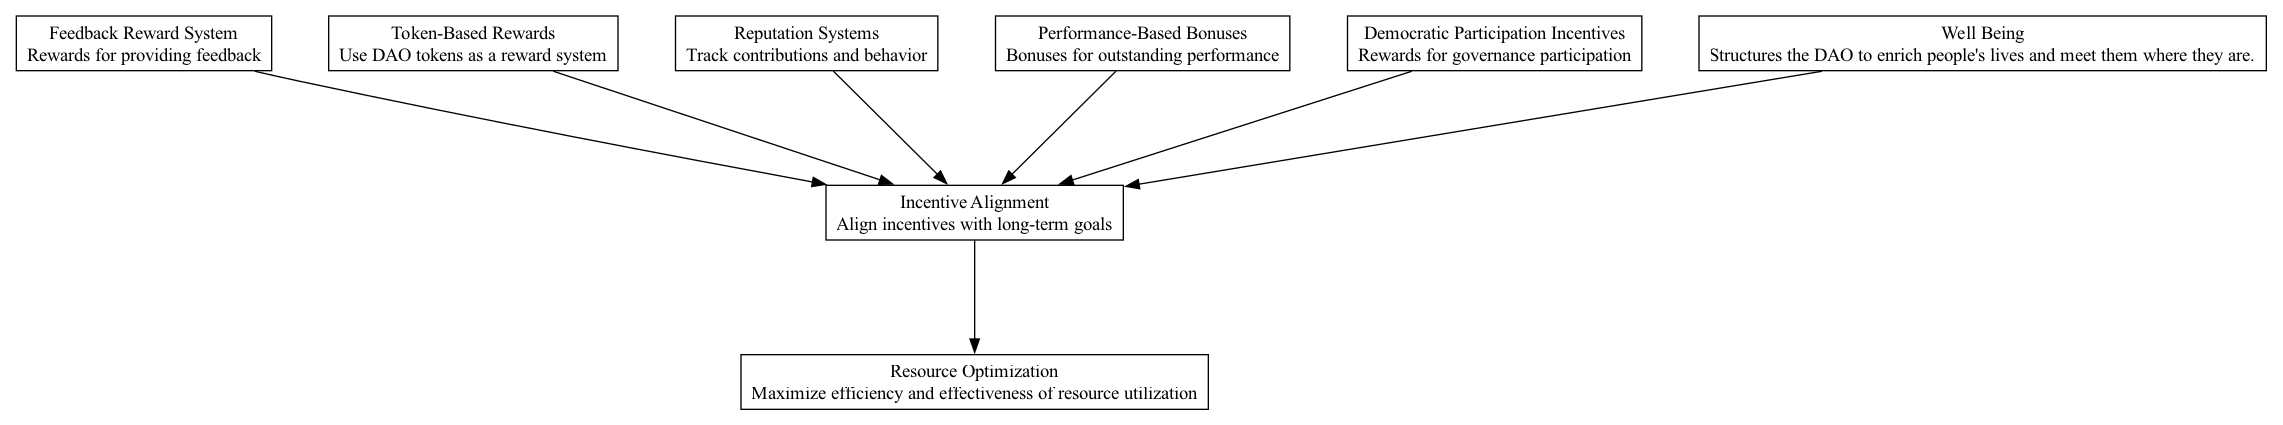 Feedback Reward System
Rewards for providing feedback
Token-Based Rewards
Use DAO tokens as a reward system
Reputation Systems
Track contributions and behavior
Performance-Based Bonuses
Bonuses for outstanding performance
Democratic Participation Incentives
Rewards for governance participation
Well Being
Structures the DAO to enrich people's lives and meet them where they are.
Incentive Alignment
Align incentives with long-term goals
Resource Optimization
Maximize efficiency and effectiveness of resource utilization